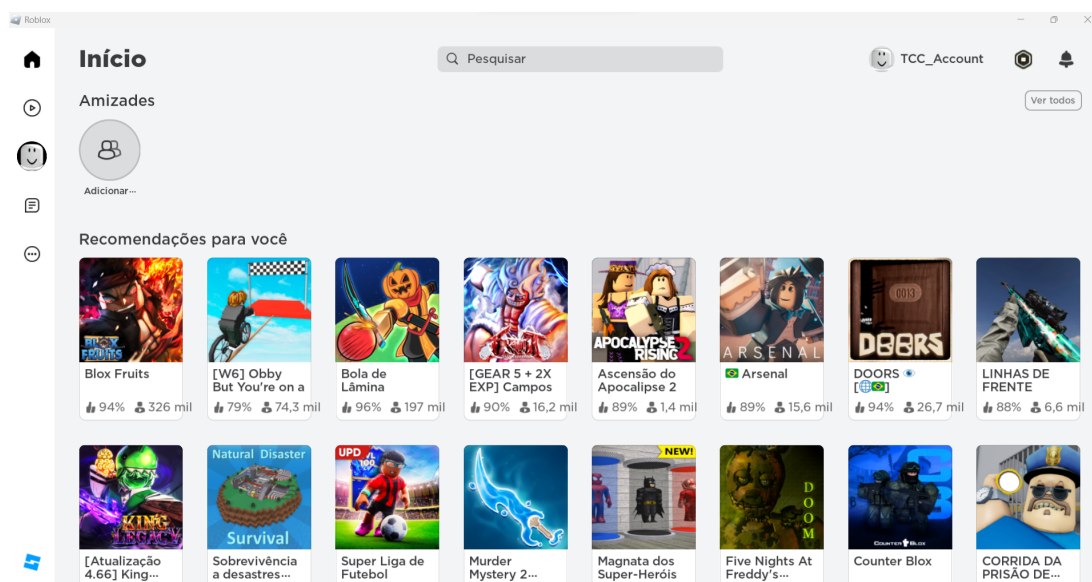 Roblox
Início
Pesquisar
TCC_Account
Amizades
Ver todos
Adicionar...
Recomendações para você
BLOX
FRUITS
APOCALYPSE
RISING 2
ARSENAL
0013
DOORS
Blox Fruits
[W6] Obby
But You're on a
Bola de
Lâmina
[GEAR 5 + 2X
EXP] Campos
Ascensão do
Apocalipse 2
Arsenal
DOORS
LINHAS DE
FRENTE
94% 326 mil
79% 74,3 mil
96% 197 mil
90% 16,2 mil
89% 1,4 mil
89% 15,6 mil
94% 26,7 mil
88% 6,6 mil
KING
LEGACY
Natural Disaster
Survival
UPD
LVL
100
NEW!
DOOM
COUNTER BLOX
[Atualização
4.66] King...
Sobrevivência
a desastres...
Super Liga de
Futebol
Murder
Mystery 2...
Magnata dos
Super-Heróis
Five Nights At
Freddy's...
Counter Blox
CORRIDA DA
PRISÃO DE...